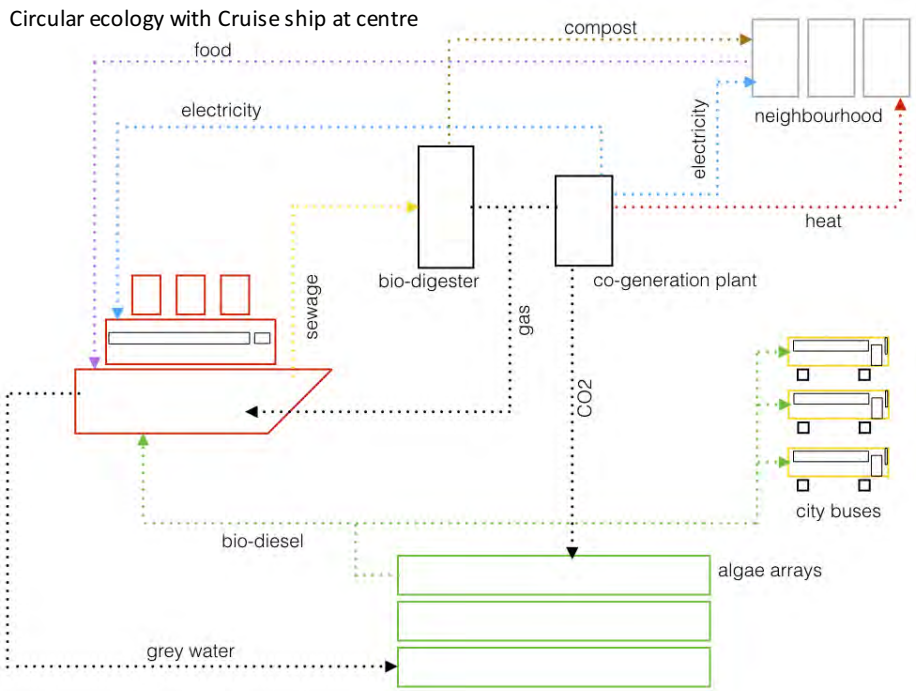 Circular ecology with Cruise ship at centre
compost
food
electricity
electricity
neighbourhood
heat
bio-digester
co-generation plant
sewage
gas
CO2
city buses
bio-diesel
algae arrays
grey water